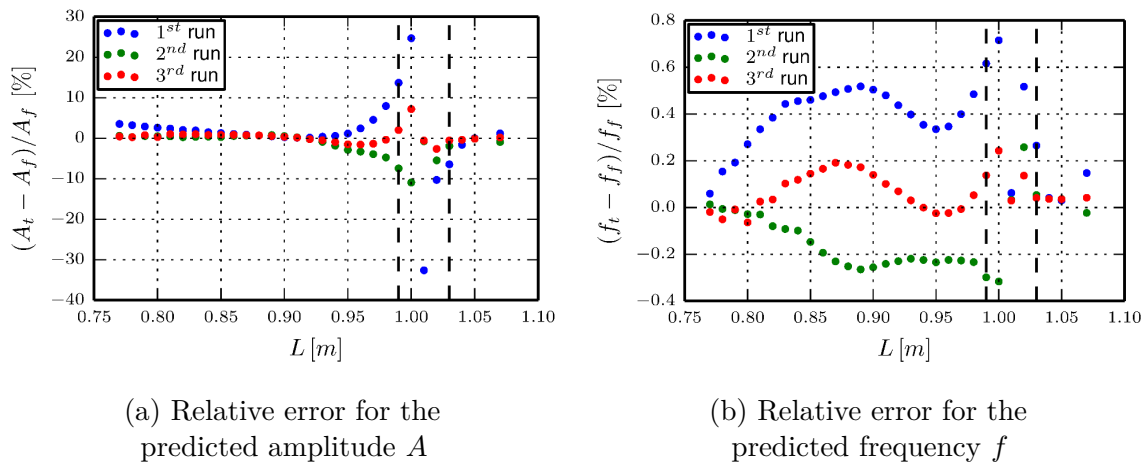 30
20
10
0
−10
−20
−30
−40
0.75 0.80 0.85 0.90 0.95 1.00 1.05 1.10
L [m]
(A_t − A_f)/A_f [%]
1^{st} run
2^{nd} run
3^{rd} run
(a) Relative error for the
predicted amplitude A
0.8
0.6
0.4
0.2
0.0
−0.2
−0.4
0.75 0.80 0.85 0.90 0.95 1.00 1.05 1.10
L [m]
(f_t − f_f)/f_f [%]
1^{st} run
2^{nd} run
3^{rd} run
(b) Relative error for the
predicted frequency f